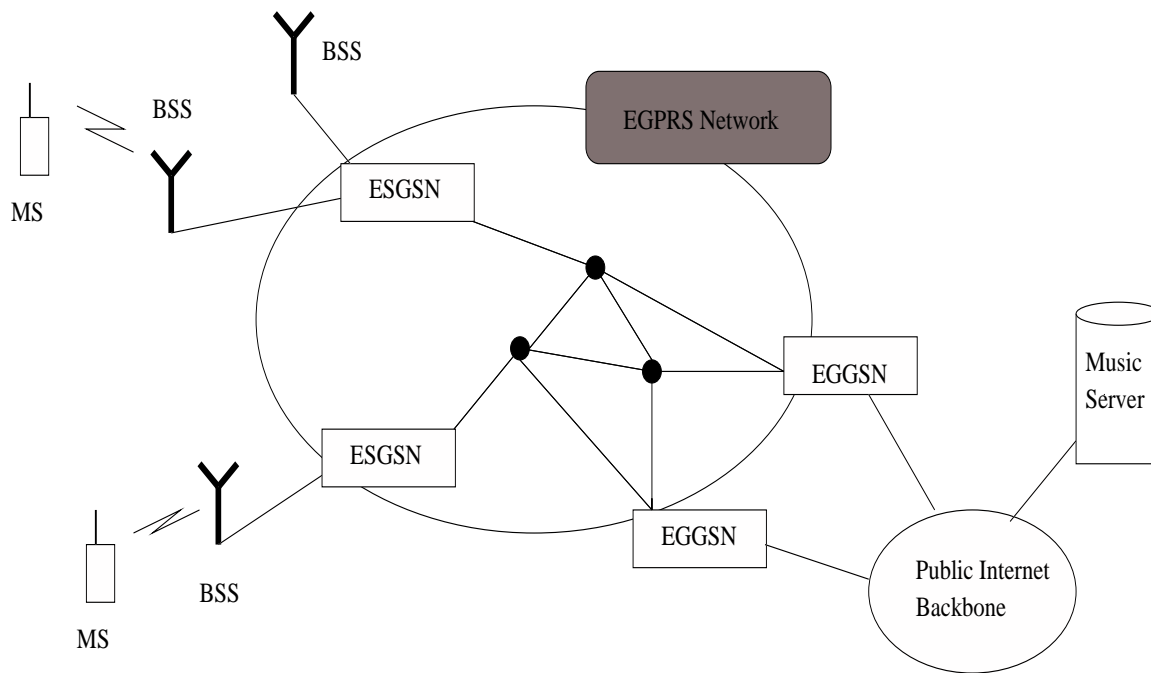 BSS
BSS
EGPRS Network
MS
ESGSN
EGGSN
Music
Server
ESGSN
EGGSN
BSS
Public Internet
Backbone
MS